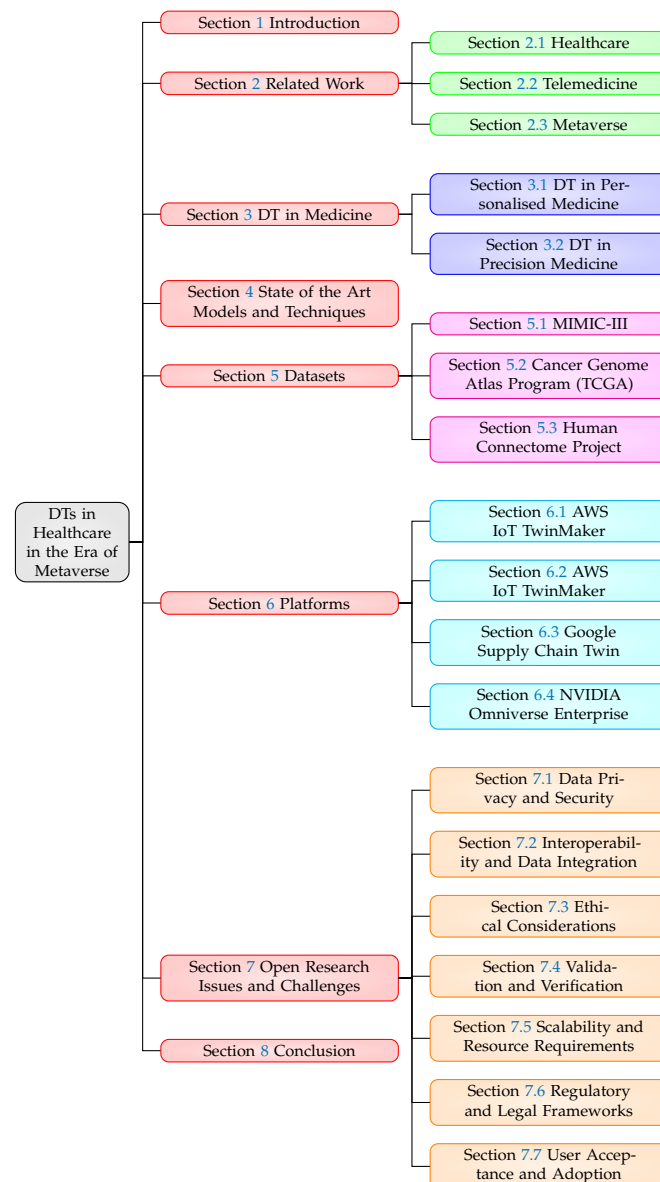 DTs in
Healthcare
in the Era of
Metaverse
Section 1 Introduction
Section 2 Related Work
Section 2.1 Healthcare
Section 2.2 Telemedicine
Section 2.3 Metaverse
Section 3 DT in Medicine
Section 3.1 DT in Per-
sonalised Medicine
Section 3.2 DT in
Precision Medicine
Section 4 State of the Art
Models and Techniques
Section 5 Datasets
Section 5.1 MIMIC-III
Section 5.2 Cancer Genome
Atlas Program (TCGA)
Section 5.3 Human
Connectome Project
Section 6 Platforms
Section 6.1 AWS
IoT TwinMaker
Section 6.2 AWS
IoT TwinMaker
Section 6.3 Google
Supply Chain Twin
Section 6.4 NVIDIA
Omniverse Enterprise
Section 7 Open Research
Issues and Challenges
Section 7.1 Data Pri-
vacy and Security
Section 7.2 Interoperabil-
ity and Data Integration
Section 7.3 Ethi-
cal Considerations
Section 7.4 Valida-
tion and Verification
Section 7.5 Scalability and
Resource Requirements
Section 7.6 Regulatory
and Legal Frameworks
Section 7.7 User Accep-
tance and Adoption
Section 8 Conclusion